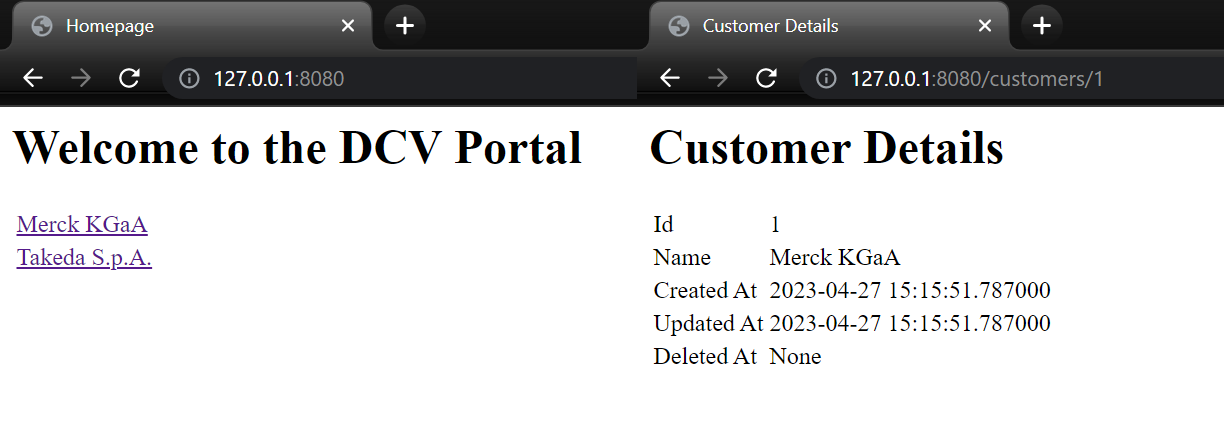 Homepage
127.0.0.1:8080
Welcome to the DCV Portal
Merck KGaA
Takeda S.p.A.
Customer Details
127.0.0.1:8080/customers/1
Customer Details
Id 1
Name Merck KGaA
Created At 2023-04-27 15:15:51.787000
Updated At 2023-04-27 15:15:51.787000
Deleted At None